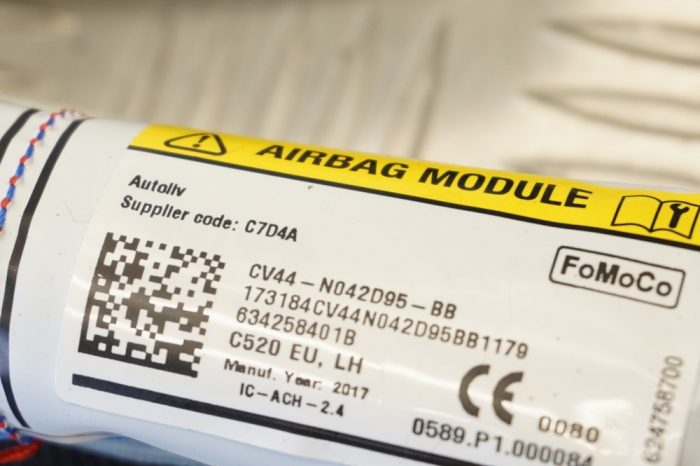 AIRBAG MODULE
Autoliv
Supplier code: C7D4A
FoMoCo
CV44-N042D95-BB
173184CV44N042D95BB1179
634258401B
C520 EU, LH
Manuf. Year: 2017
IC-ACH-2.4
CE 0080
0589.P1.000084
624758700